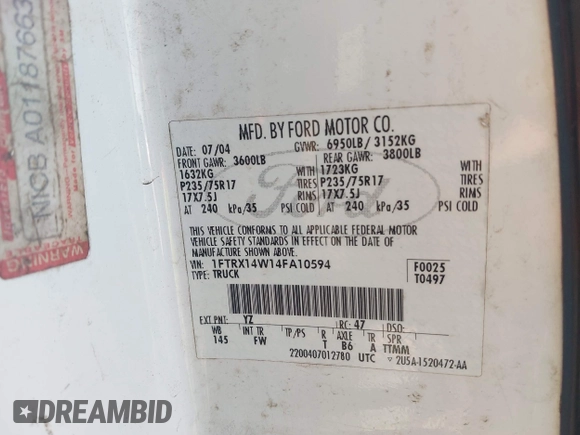 WARNING
NICB A01187663
MFD. BY FORD MOTOR CO.
DATE: 07/04 GVWR: 6950LB/ 3152KG
FRONT GAWR: 3600LB REAR GAWR: 3800LB
1632KG WITH 1723KG WITH
P235/75R17 TIRES P235/75R17 TIRES
17X7.5J RIMS 17X7.5J RIMS
AT 240 kPa/35 PSI COLD AT 240 kPa/35 PSI COLD
Ford
THIS VEHICLE CONFORMS TO ALL APPLICABLE FEDERAL MOTOR
VEHICLE SAFETY STANDARDS IN EFFECT ON THE DATE OF
MANUFACTURE SHOWN ABOVE.
VIN: 1FTRX14W14FA10594 F0025
TYPE: TRUCK T0497
EXT PNT: YZ RC: 47 DSO:
WB INT TR TP/PS R AXLE TR SPR
145 FW T B6 A TTMM
2200407012780 UTC ▿ 2U5A-1520472-AA
DREAMBID